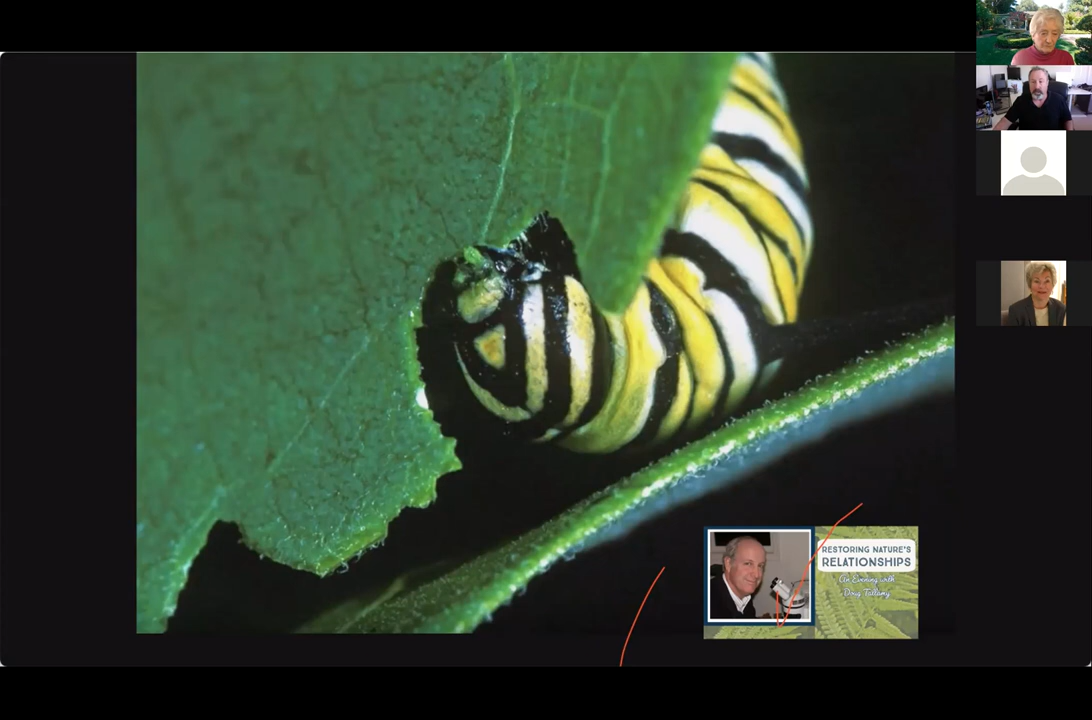 RESTORING NATURE'S
RELATIONSHIPS
An Evening with
Doug Tallamy